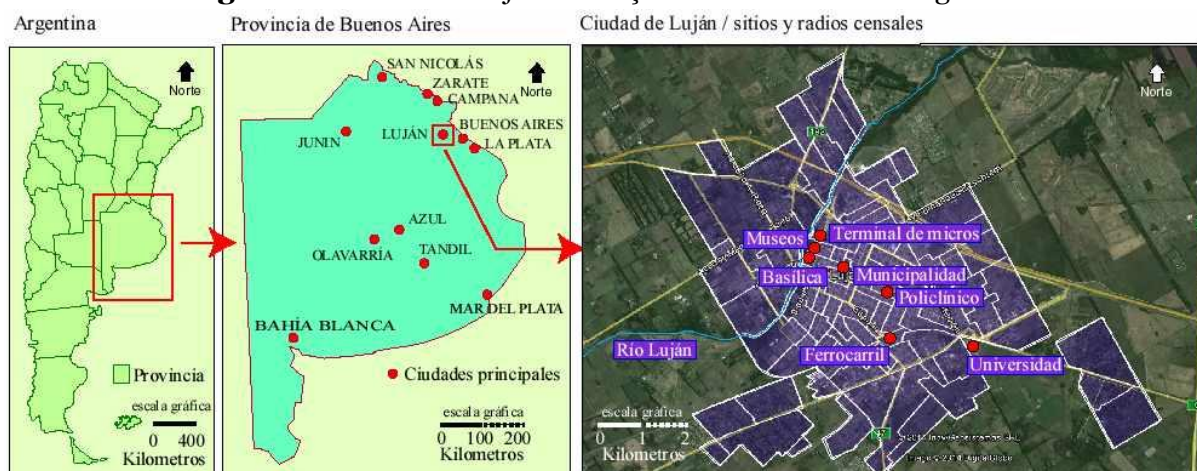 Argentina
Norte
Provincia
escala gráfica
0 400
Kilometros
Provincia de Buenos Aires
Norte
SAN NICOLÁS
ZARATE
CAMPANA
JUNIN
LUJÁN
BUENOS AIRES
LA PLATA
AZUL
OLAVARRÍA
TANDIL
MAR DEL PLATA
BAHÍA BLANCA
Ciudades principales
escala gráfica
0 100 200
Kilometros
Ciudad de Luján / sitios y radios censales
Norte
Museos
Terminal de micros
Basílica
Municipalidad
Policlínico
Río Luján
Ferrocarril
Universidad
escala gráfica
0 1 2
Kilometros